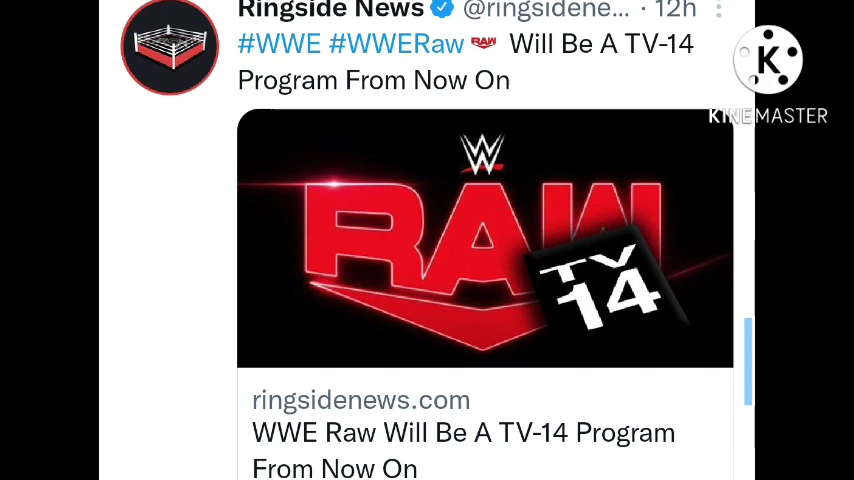 Ringside News @ringsidene... · 12h
#WWE #WWERaw RAW Will Be A TV-14
Program From Now On
K
KINEMASTER
W
RAW
TV
14
ringsidenews.com
WWE Raw Will Be A TV-14 Program
From Now On